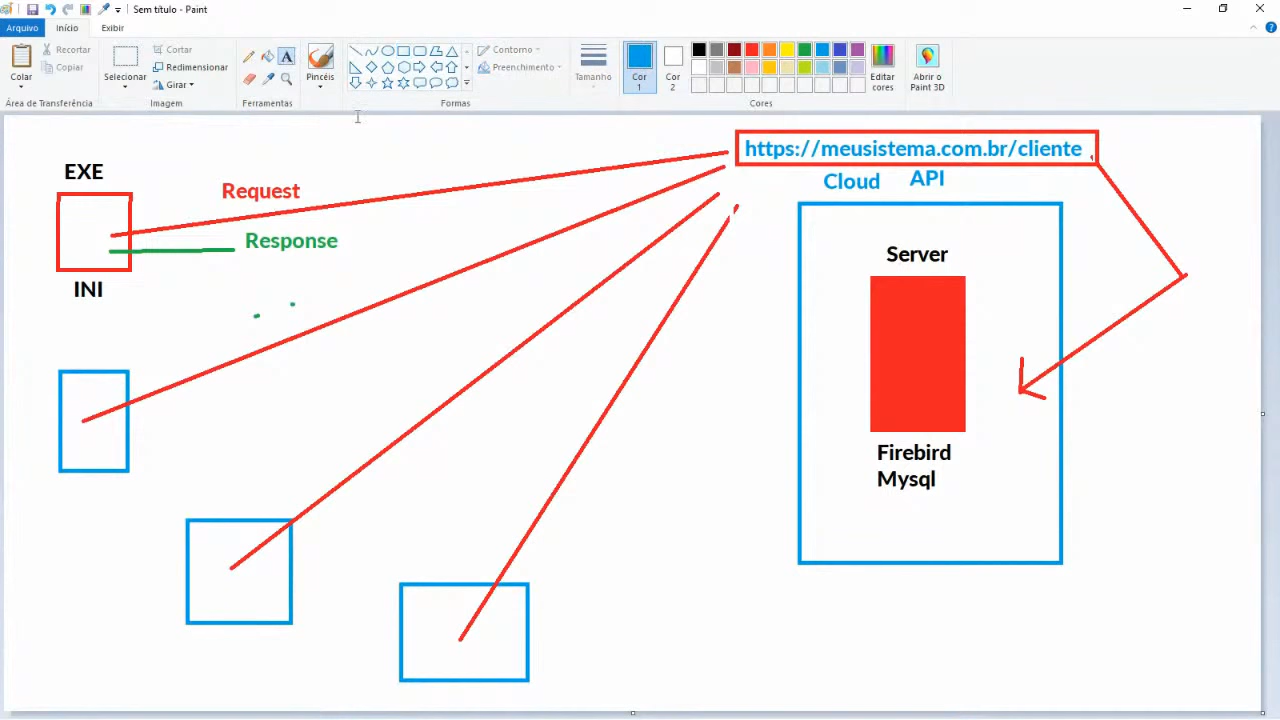 Sem título - Paint
Arquivo
Início
Exibir
Colar
Recortar
Copiar
Área de Transferência
Selecionar
Cortar
Redimensionar
Girar
Imagem
A
Ferramentas
Pincéis
Contorno
Preenchimento
Formas
Tamanho
Cor
1
Cor
2
Editar
cores
Cores
Abrir o
Paint 3D
EXE
Request
Response
INI
https://meusistema.com.br/cliente
Cloud
API
Server
Firebird
Mysql